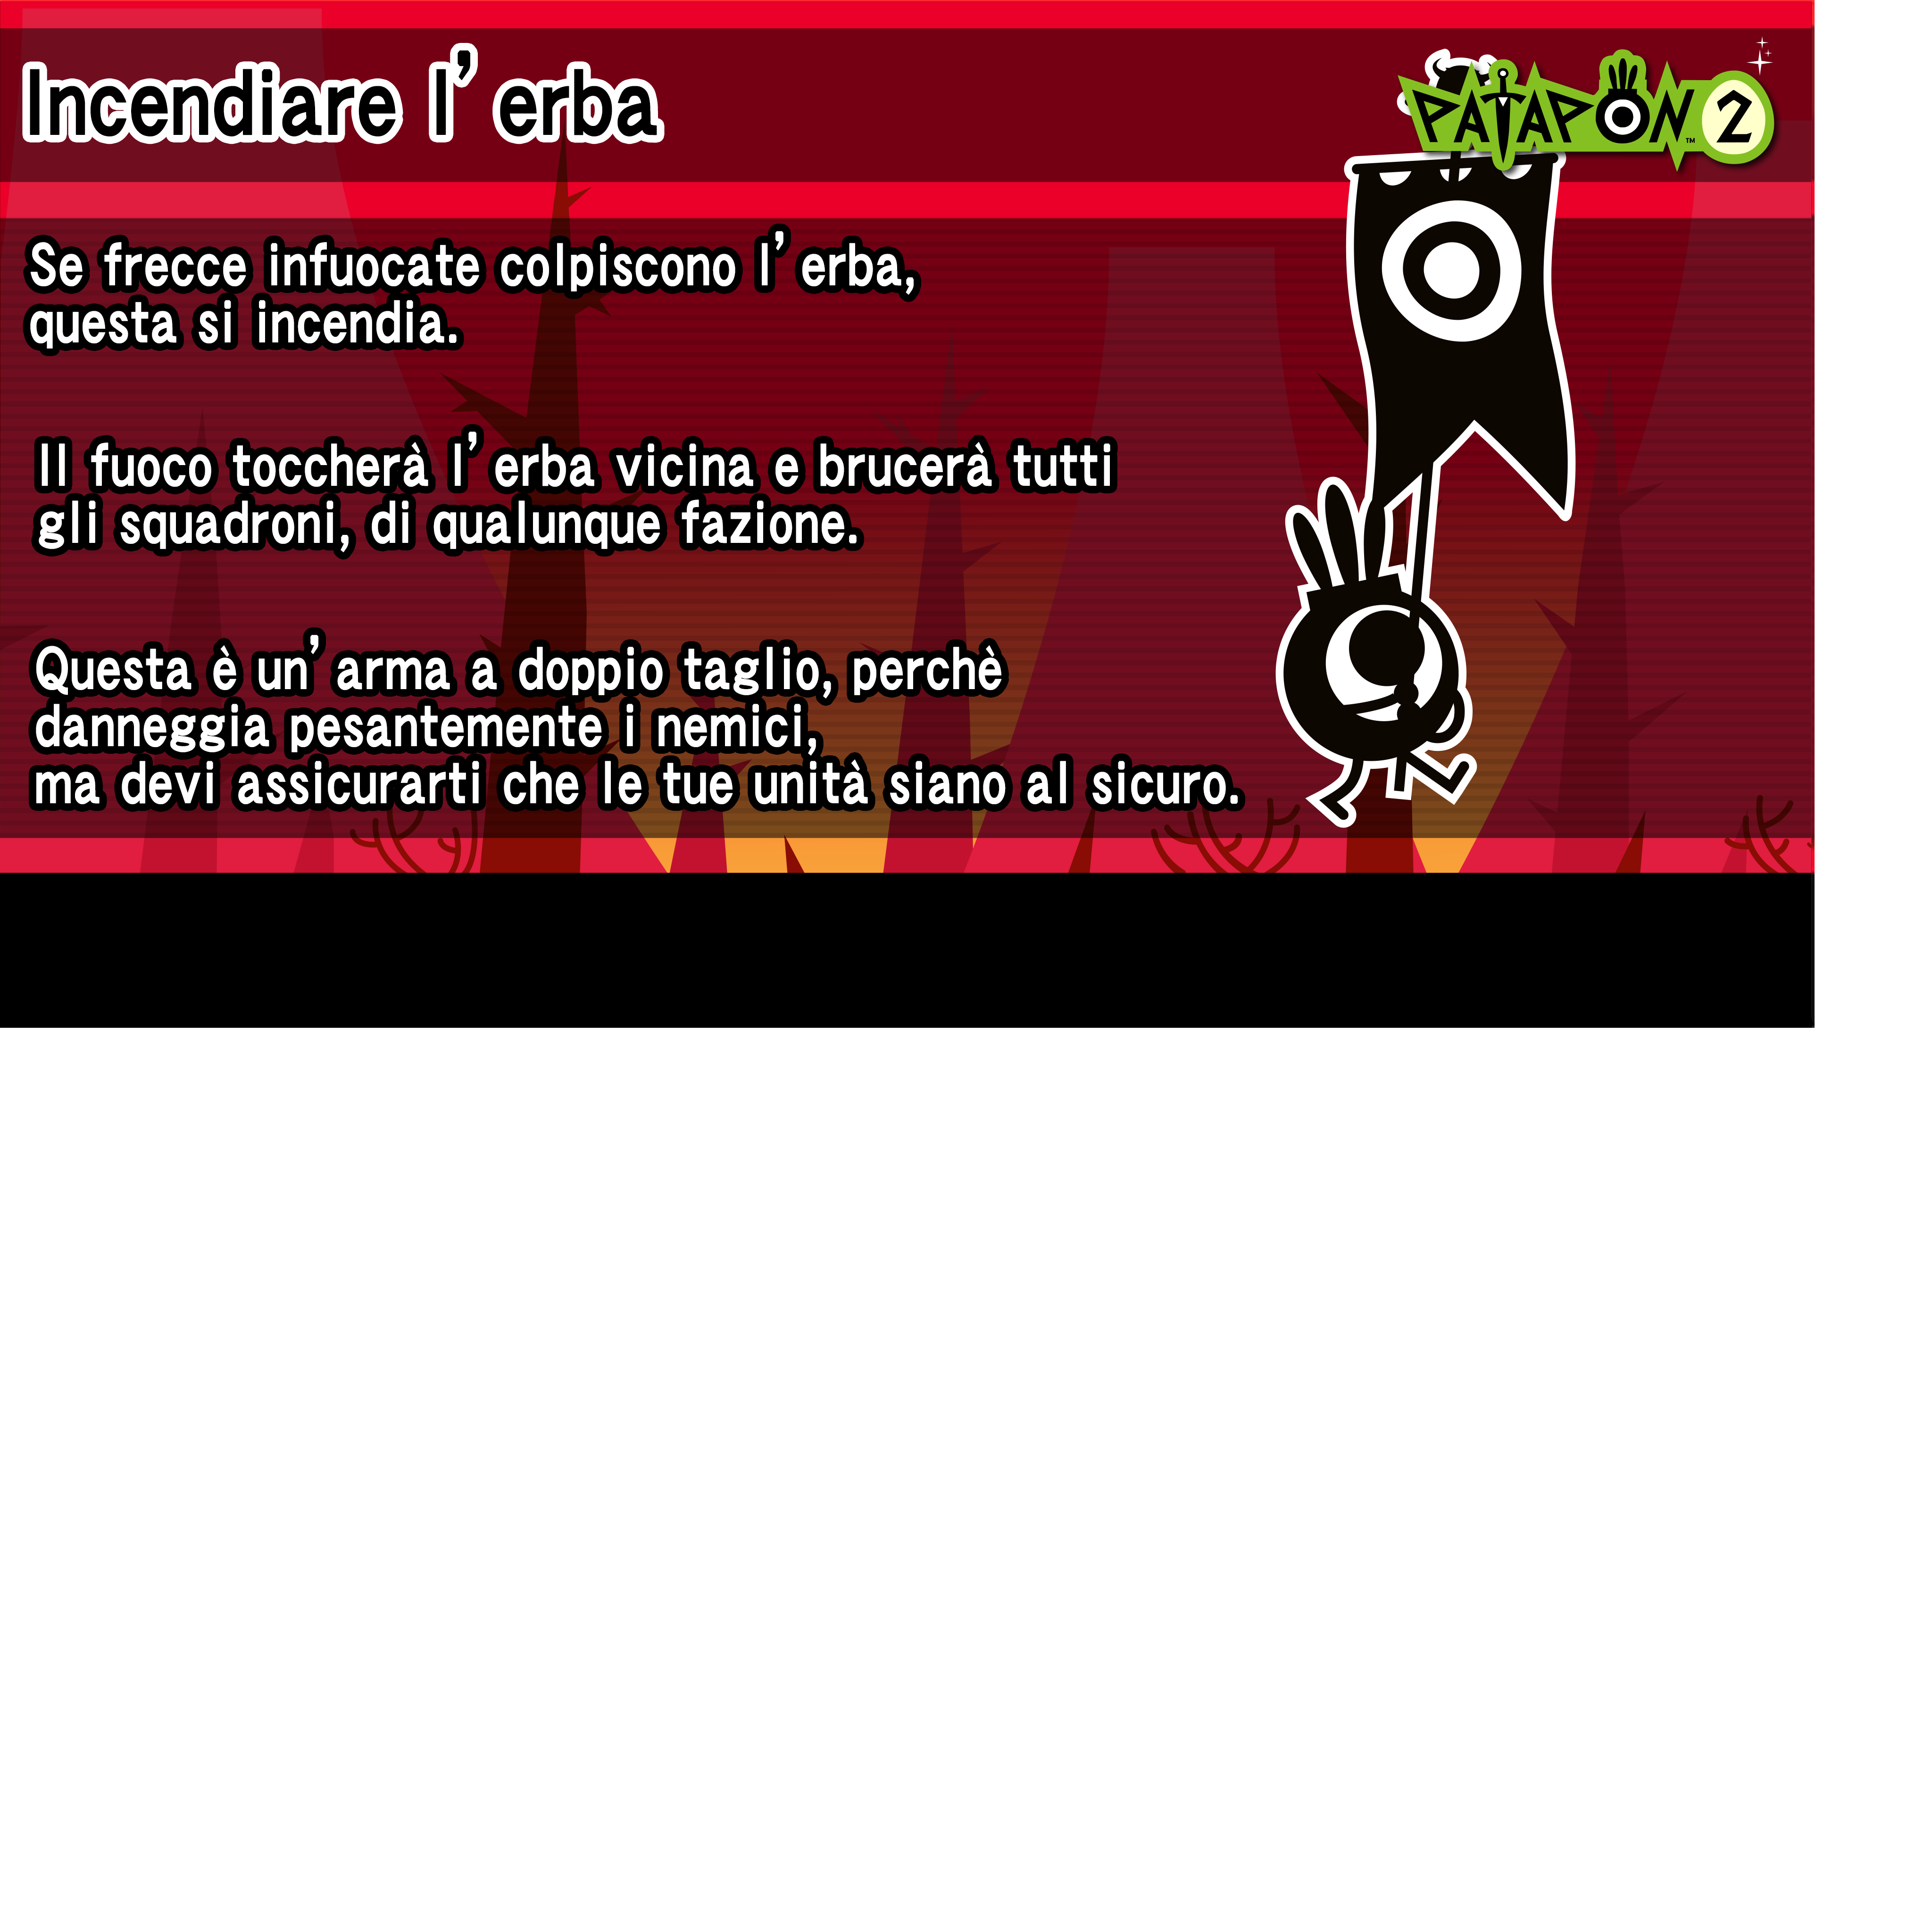 Incendiare l'erba
PATAPON™ 2
Se frecce infuocate colpiscono l'erba,
questa si incendia.
Il fuoco toccherà l'erba vicina e brucerà tutti
gli squadroni, di qualunque fazione.
Questa è un'arma a doppio taglio, perchè
danneggia pesantemente i nemici,
ma devi assicurarti che le tue unità siano al sicuro.